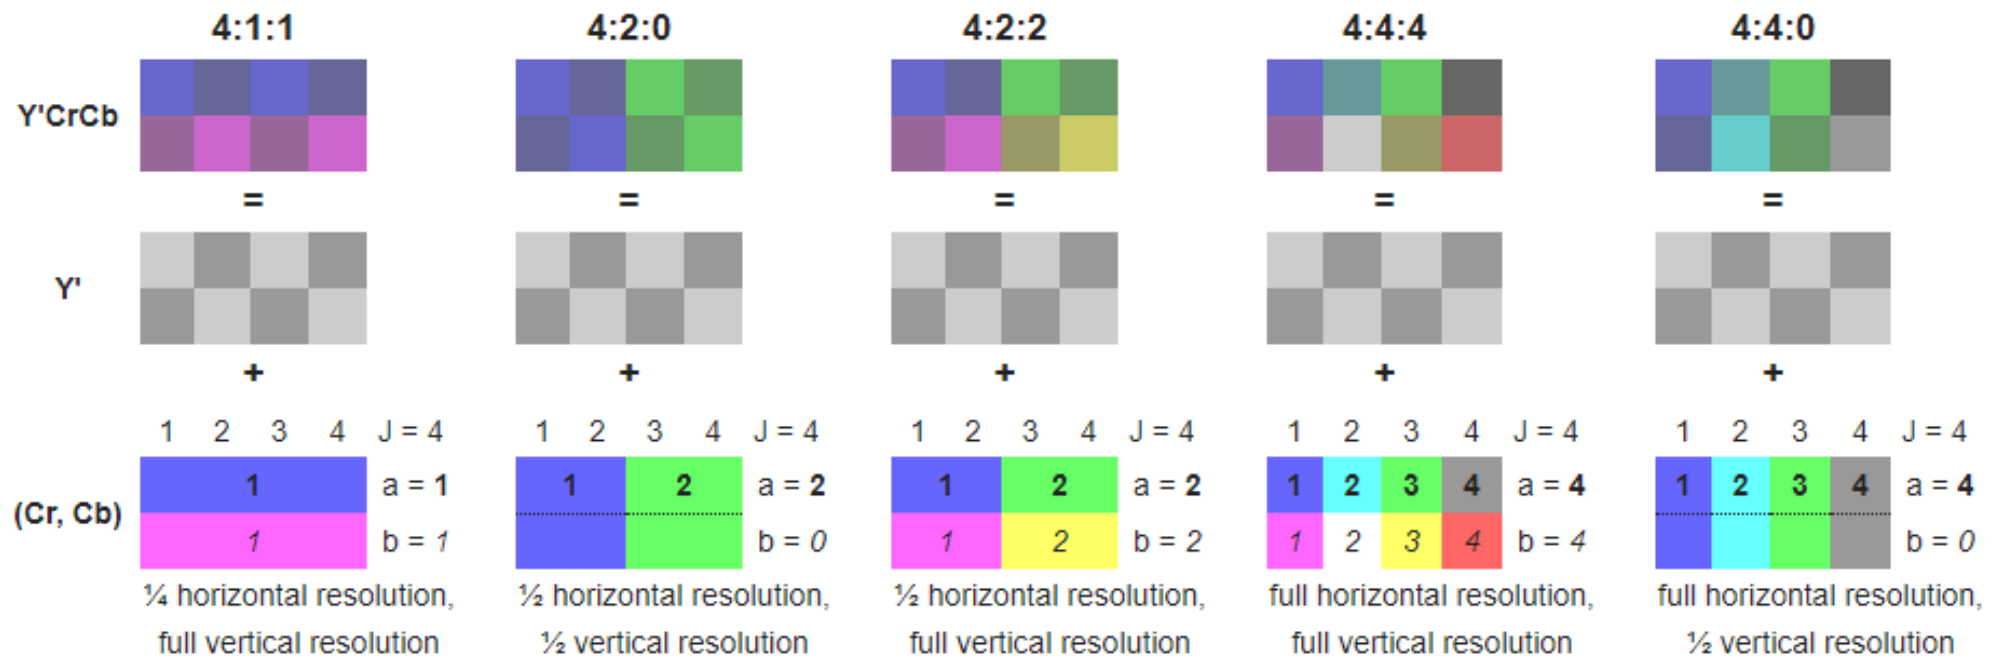 4:1:1 4:2:0 4:2:2 4:4:4 4:4:0
Y'CrCb
= = = = =
Y'
+ + + + +
1 2 3 4 J = 4 1 2 3 4 J = 4 1 2 3 4 J = 4 1 2 3 4 J = 4 1 2 3 4 J = 4
(Cr, Cb)
1 a = 1 1 2 a = 2 1 2 a = 2 1 2 3 4 a = 4 1 2 3 4 a = 4
1 b = 1 b = 0 1 2 b = 2 1 2 3 4 b = 4 b = 0
¼ horizontal resolution, ½ horizontal resolution, ½ horizontal resolution, full horizontal resolution, full horizontal resolution,
full vertical resolution ½ vertical resolution full vertical resolution full vertical resolution ½ vertical resolution